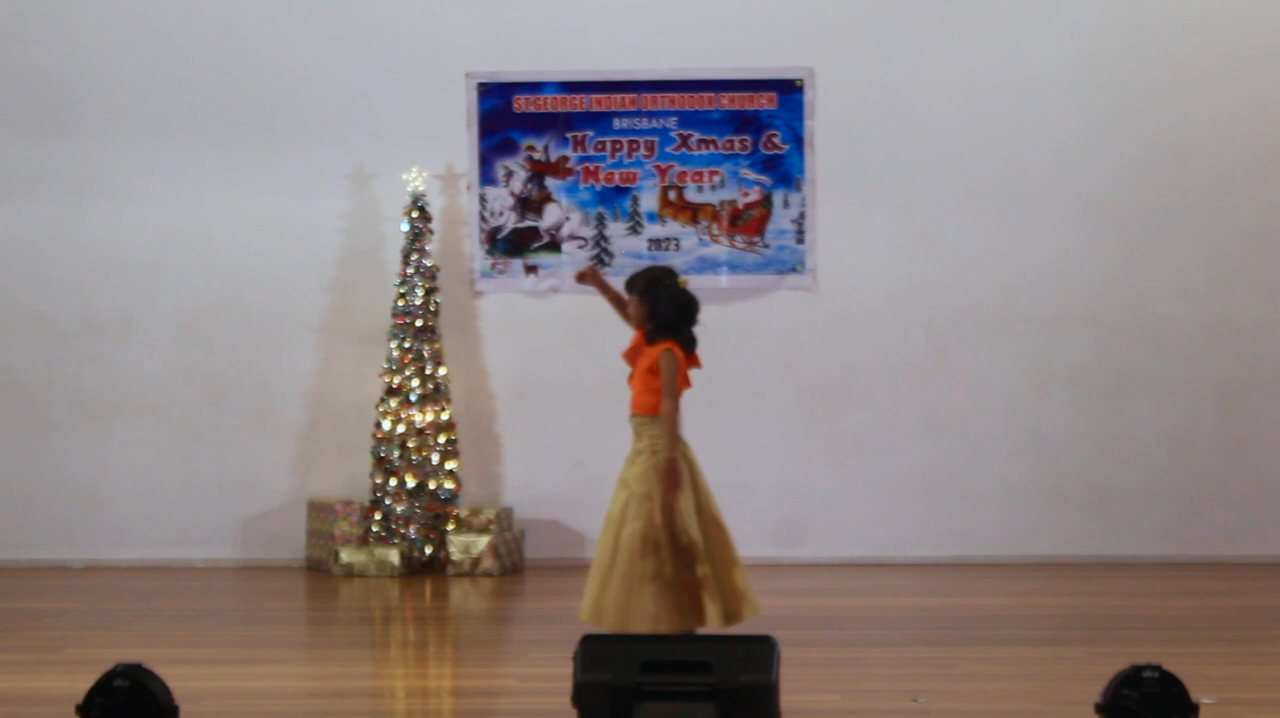 ST.GEORGE INDIAN ORTHODOX CHURCH
BRISBANE
Happy Xmas &
New Year
2023